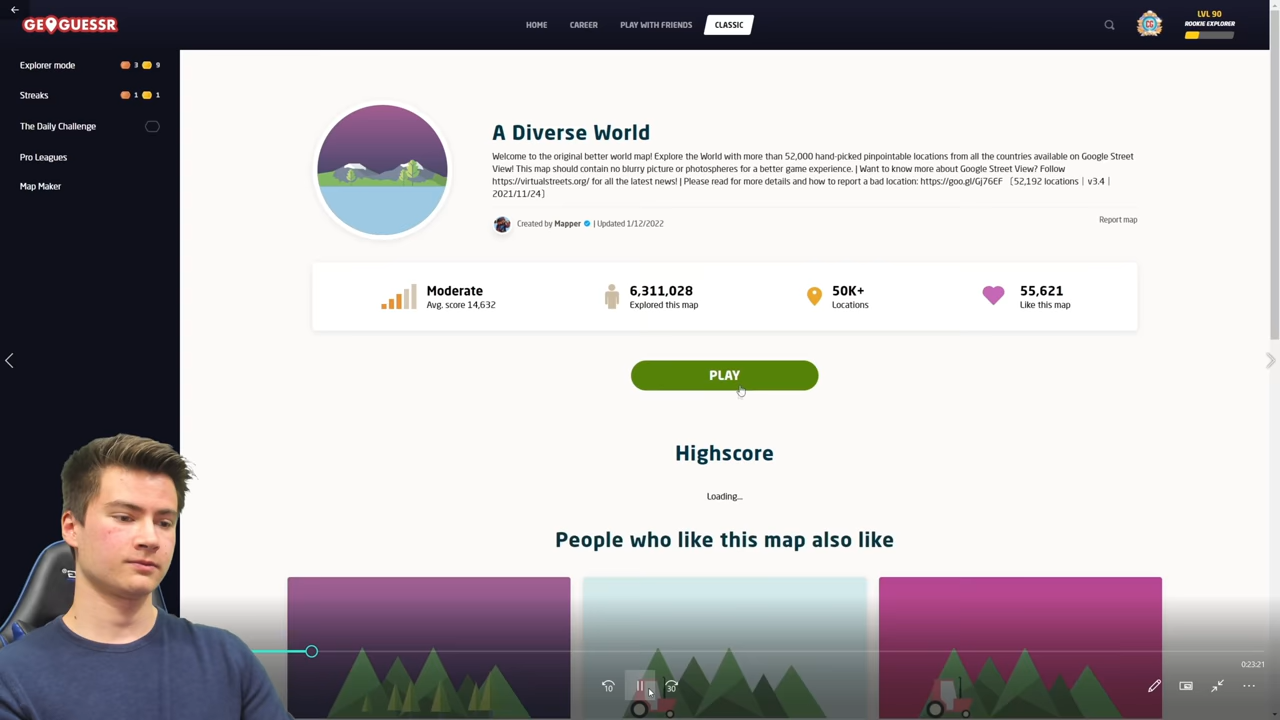 GEOGUESSR
HOME
CAREER
PLAY WITH FRIENDS
CLASSIC
LVL 90
ROOKIE EXPLORER
Explorer mode 3 9
Streaks 1 1
The Daily Challenge
Pro Leagues
Map Maker
A Diverse World
Welcome to the original better world map! Explore the World with more than 52,000 hand-picked pinpointable locations from all the countries available on Google Street
View! This map should contain no blurry picture or photospheres for a better game experience. | Want to know more about Google Street View? Follow
https://virtualstreets.org/ for all the latest news! | Please read for more details and how to report a bad location: https://goo.gl/Gj76EF [52,192 locations | v3.4 |
2021/11/24]
Created by Mapper | Updated 1/12/2022
Report map
Moderate
Avg. score 14,632
6,311,028
Explored this map
50K+
Locations
55,621
Like this map
PLAY
Highscore
Loading...
People who like this map also like
0:23:21
10
30